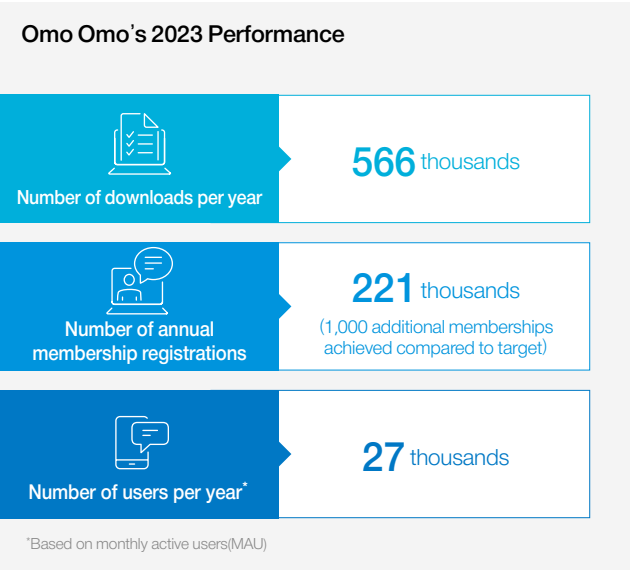 Omo Omo’s 2023 Performance
Number of downloads per year
566 thousands
Number of annual
membership registrations
221 thousands
(1,000 additional memberships
achieved compared to target)
Number of users per year*
27 thousands
*Based on monthly active users(MAU)